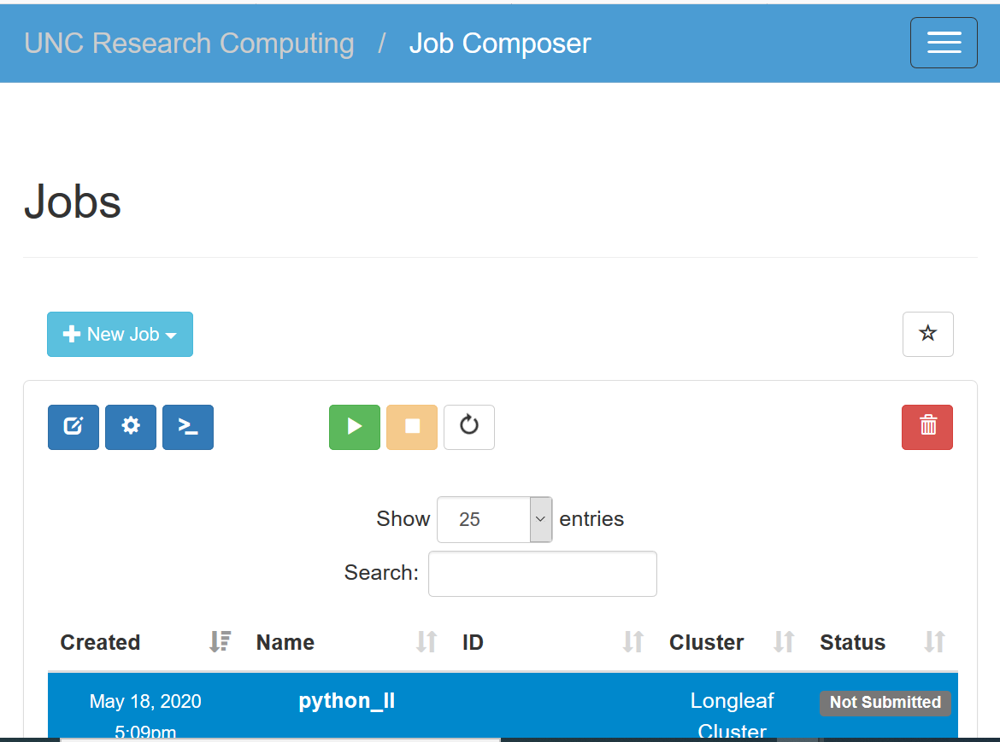 UNC Research Computing / Job Composer
Jobs
New Job
Show 25 entries
Search:
Created Name ID Cluster Status
May 18, 2020 python_II Longleaf Not Submitted
5:09pm Cluster